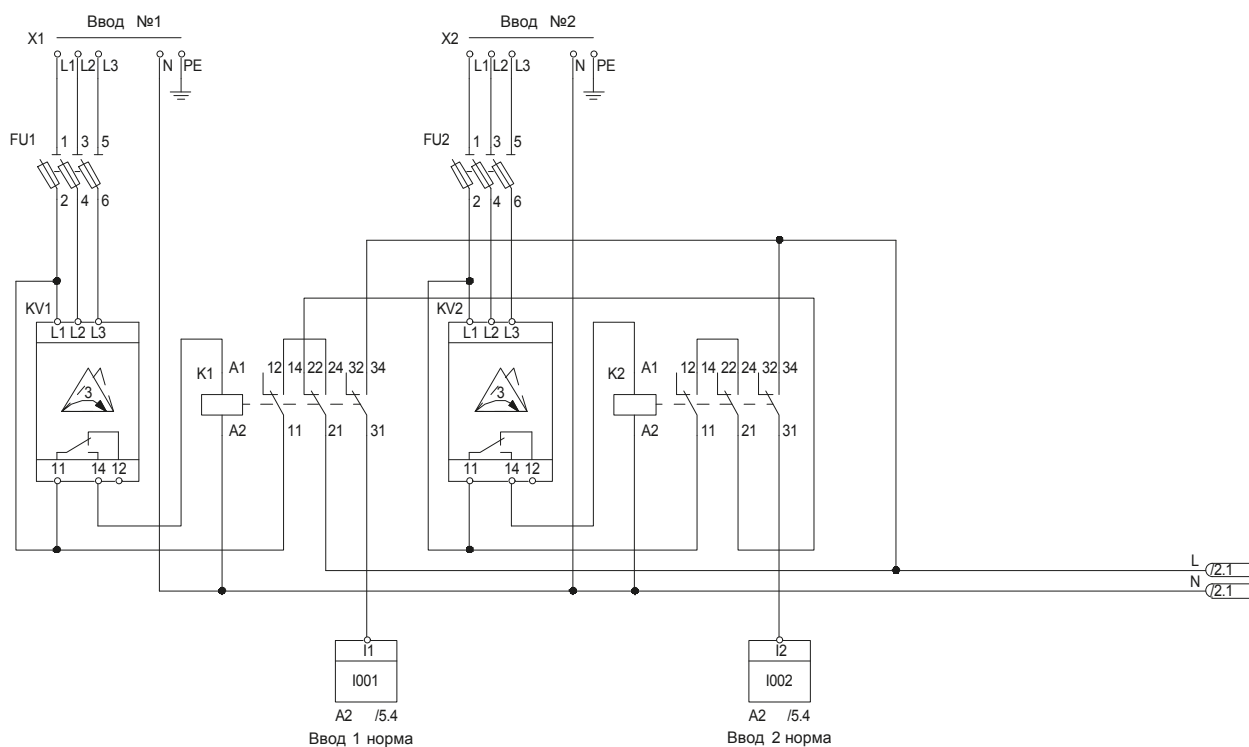 Ввод №1 Ввод №2
X1 X2
L1 L2 L3 N PE L1 L2 L3 N PE
FU1 1 3 5 FU2 1 3 5
2 4 6 2 4 6
KV1 KV2
L1 L2 L3 L1 L2 L3
K1 A1 12 14 22 24 32 34 K2 A1 12 14 22 24 32 34
3 3
A2 11 21 31 A2 11 21 31
11 14 12 11 14 12
L /2.1
N /2.1
I1 I2
I001 I002
A2 /5.4 A2 /5.4
Ввод 1 норма Ввод 2 норма